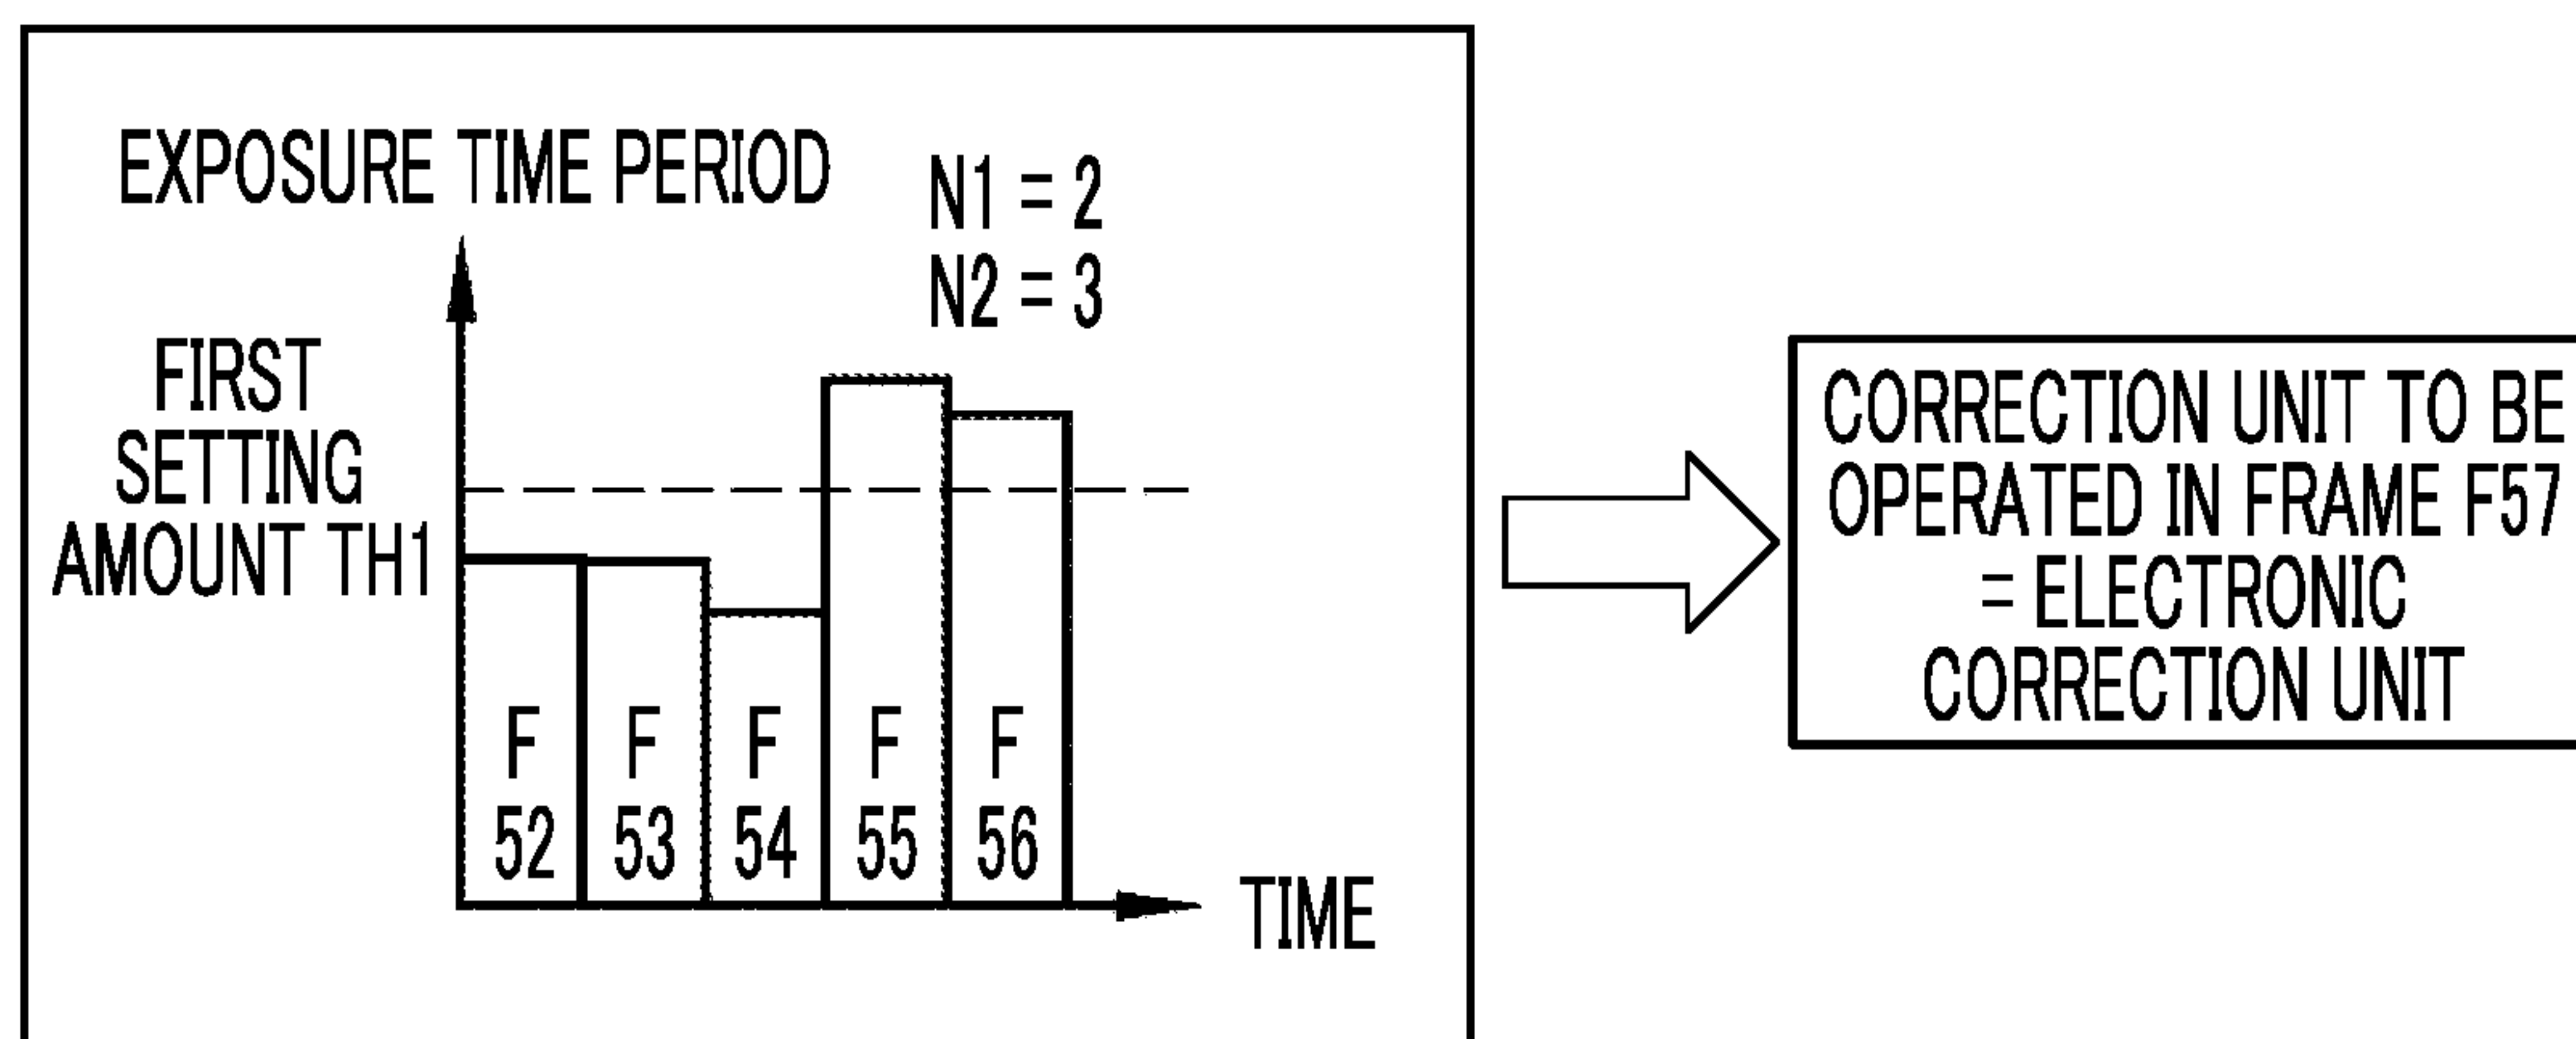 EXPOSURE TIME PERIOD
N1 = 2
N2 = 3
FIRST
SETTING
AMOUNT TH1
F
52
F
53
F
54
F
55
F
56
TIME
CORRECTION UNIT TO BE
OPERATED IN FRAME F57
= ELECTRONIC
CORRECTION UNIT